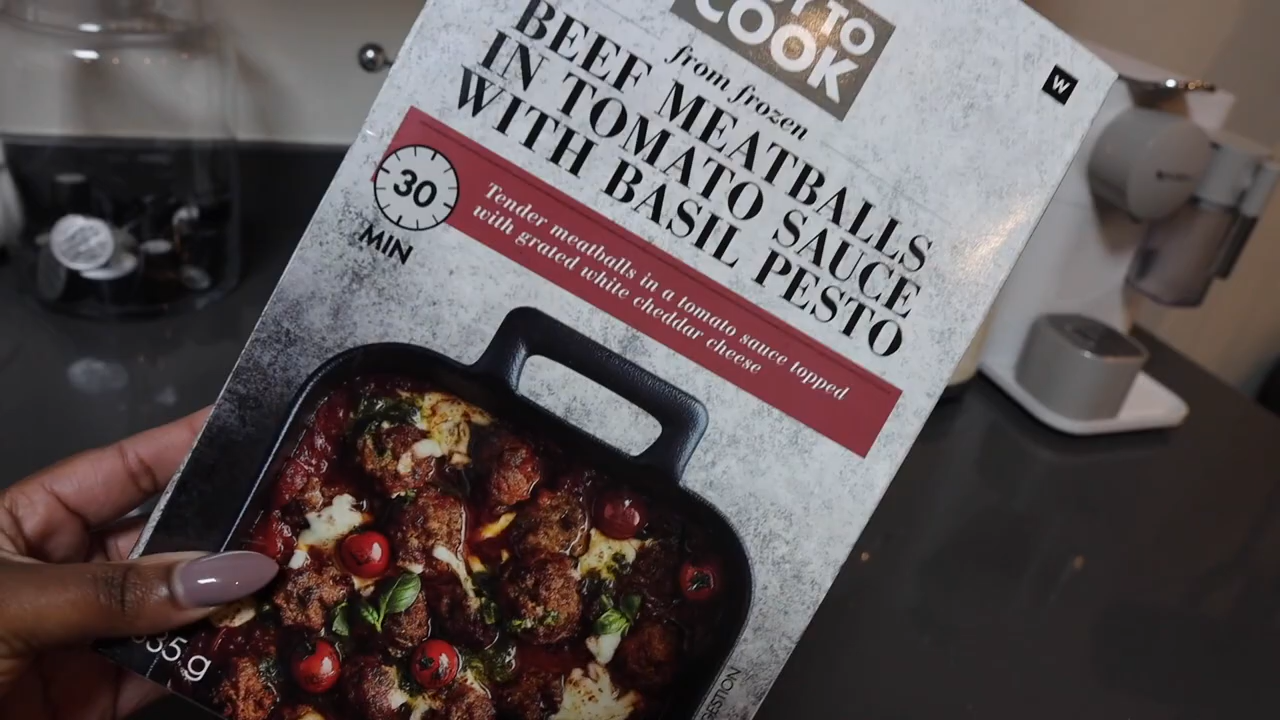 TO
COOK
W
from frozen
BEEF MEATBALLS
IN TOMATO SAUCE
WITH BASIL PESTO
30
MIN
Tender meatballs in a tomato sauce topped
with grated white cheddar cheese